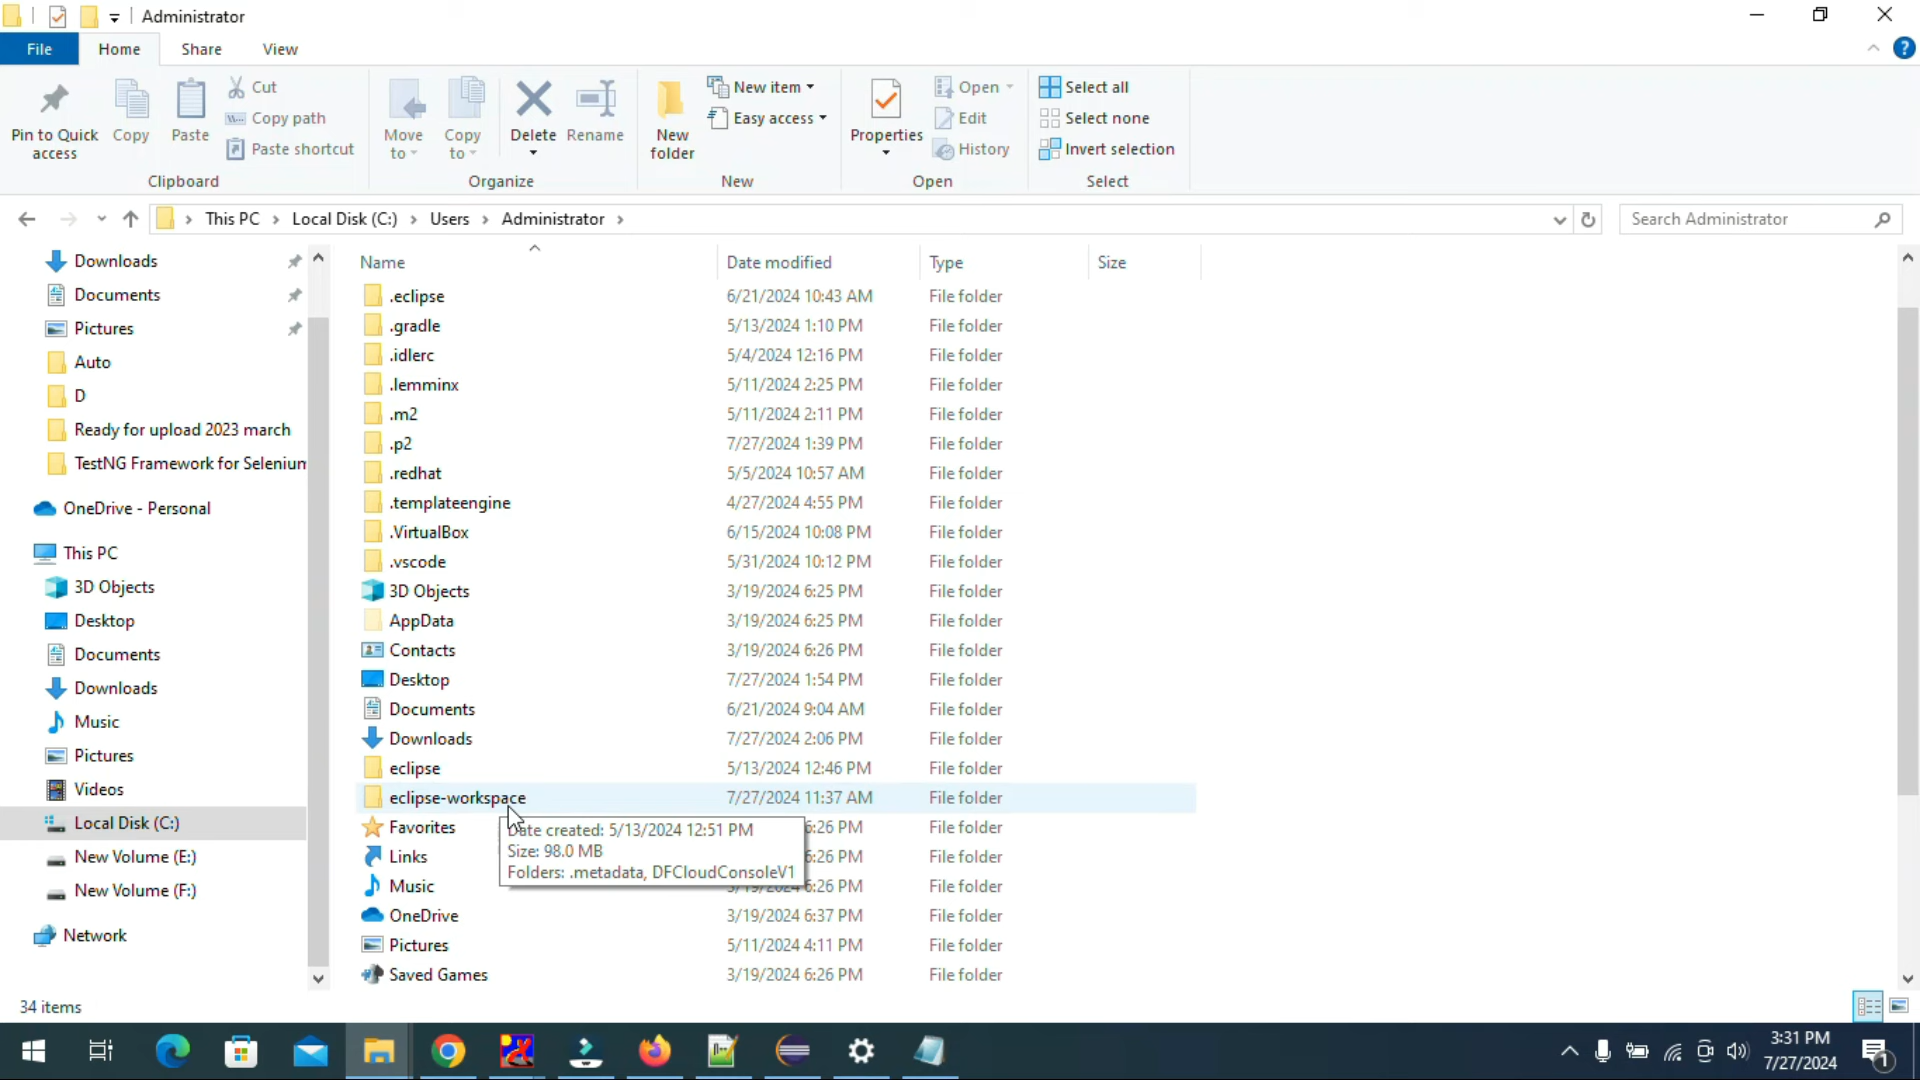 Administrator
File Home Share View
Pin to Quick access
Copy
Paste
Cut
Copy path
Paste shortcut
Clipboard
Move to
Copy to
Delete
Rename
Organize
New folder
New item
Easy access
New
Properties
Open
Edit
History
Open
Select all
Select none
Invert selection
Select
This PC > Local Disk (C:) > Users > Administrator >
Search Administrator
Downloads
Documents
Pictures
Auto
D
Ready for upload 2023 march
TestNG Framework for Selenium
OneDrive - Personal
This PC
3D Objects
Desktop
Documents
Downloads
Music
Pictures
Videos
Local Disk (C:)
New Volume (E:)
New Volume (F:)
Network
Name Date modified Type Size
.eclipse 6/21/2024 10:43 AM File folder
.gradle 5/13/2024 1:10 PM File folder
.idlerc 5/4/2024 12:16 PM File folder
.lemminx 5/11/2024 2:25 PM File folder
.m2 5/11/2024 2:11 PM File folder
.p2 7/27/2024 1:39 PM File folder
.redhat 5/5/2024 10:57 AM File folder
.templateengine 4/27/2024 4:55 PM File folder
.VirtualBox 6/15/2024 10:08 PM File folder
.vscode 5/31/2024 10:12 PM File folder
3D Objects 3/19/2024 6:25 PM File folder
AppData 3/19/2024 6:25 PM File folder
Contacts 3/19/2024 6:26 PM File folder
Desktop 7/27/2024 1:54 PM File folder
Documents 6/21/2024 9:04 AM File folder
Downloads 7/27/2024 2:06 PM File folder
eclipse 5/13/2024 12:46 PM File folder
eclipse-workspace 7/27/2024 11:37 AM File folder
Favorites 6:26 PM File folder
Links 6:26 PM File folder
Music 6:26 PM File folder
OneDrive 3/19/2024 6:37 PM File folder
Pictures 5/11/2024 4:11 PM File folder
Saved Games 3/19/2024 6:26 PM File folder
Date created: 5/13/2024 12:51 PM
Size: 98.0 MB
Folders: .metadata, DFCloudConsoleV1
34 items
3:31 PM
7/27/2024
1